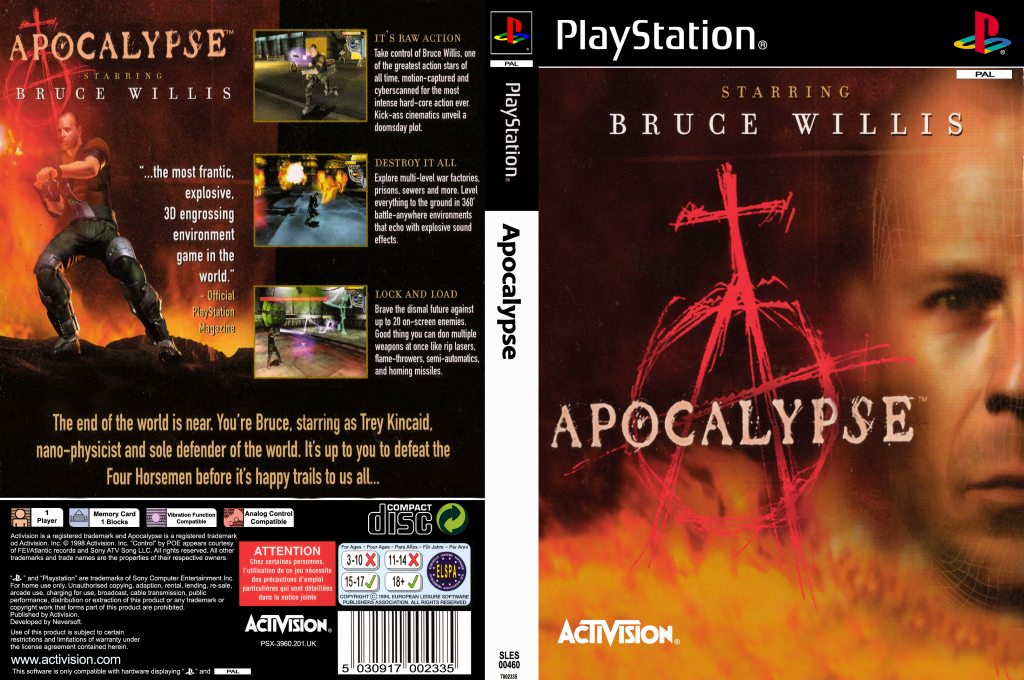 APOCALYPSE™
STARRING
BRUCE WILLIS
"...the most frantic,
explosive,
3D engrossing
environment
game in the
world."
- Official
PlayStation
Magazine
IT'S RAW ACTION
Take control of Bruce Willis, one
of the greatest action stars of
all time, motion-captured and
cyberscanned for the most
intense hard-core action ever.
Kick-ass cinematics unveil a
doomsday plot.
DESTROY IT ALL
Explore multi-level war factories,
prisons, sewers and more. Level
everything to the ground in 360°
battle-anywhere environments
that echo with explosive sound
effects.
LOCK AND LOAD
Brave the dismal future against
up to 20 on-screen enemies.
Good thing you can don multiple
weapons at once like rip lasers,
flame-throwers, semi-automatics,
and homing missiles.
The end of the world is near. You're Bruce, starring as Trey Kincaid,
nano-physicist and sole defender of the world. It's up to you to defeat the
Four Horsemen before it's happy trails to us all...
1
Player
Memory Card
1 Blocks
Vibration Function
Compatible
Analog Control
Compatible
COMPACT
disc
Activision is a registered trademark and Apocalypse is a registered trademark
od Activision, Inc. © 1998 Activision, Inc. "Control" by POE appears courtesy
of FEI/Atlantic records and Sony ATV Song LLC. All rights reserved. All other
trademarks and trade names are the properties of their respective owners.
" " and "Playstation" are trademarks of Sony Computer Entertainment Inc.
For home use only. Unauthorised copying, adaption, rental, lending, re-sale,
arcade use, charging for use, broadcast, cable transmission, public
performance, distribution or extraction of this product or any trademark or
copyright work that forms part of this product are prohibited.
Published by Activision.
Developed by Neversoft.
Use of this product is subject to certain
restrictions and limitations of warranty under
the license agreement contained herein.
www.activision.com
This software is only compatible with hardware displaying " " and PAL
ATTENTION
Chez certaines personnes,
l'utilisation de ce jeu nécessite
des précautions d'emploi
particulières qui sont détaillées
dans la notice jointe
For Ages - Pour Ages - Para Años - Für Jahre - Par Anni
3-10 11-14
15-17 18+
ELSPA
COPYRIGHT © 1994, EUROPEAN LEISURE SOFTWARE
PUBLISHERS ASSOCIATION. ALL RIGHTS RESERVED
ACTIVISION®
PSX-3960.201.UK
5 030917 002335
PAL
PlayStation®
Apocalypse
SLES
00460
7002335
PlayStation®
PAL
STARRING
BRUCE WILLIS
APOCALYPSE™
ACTIVISION®